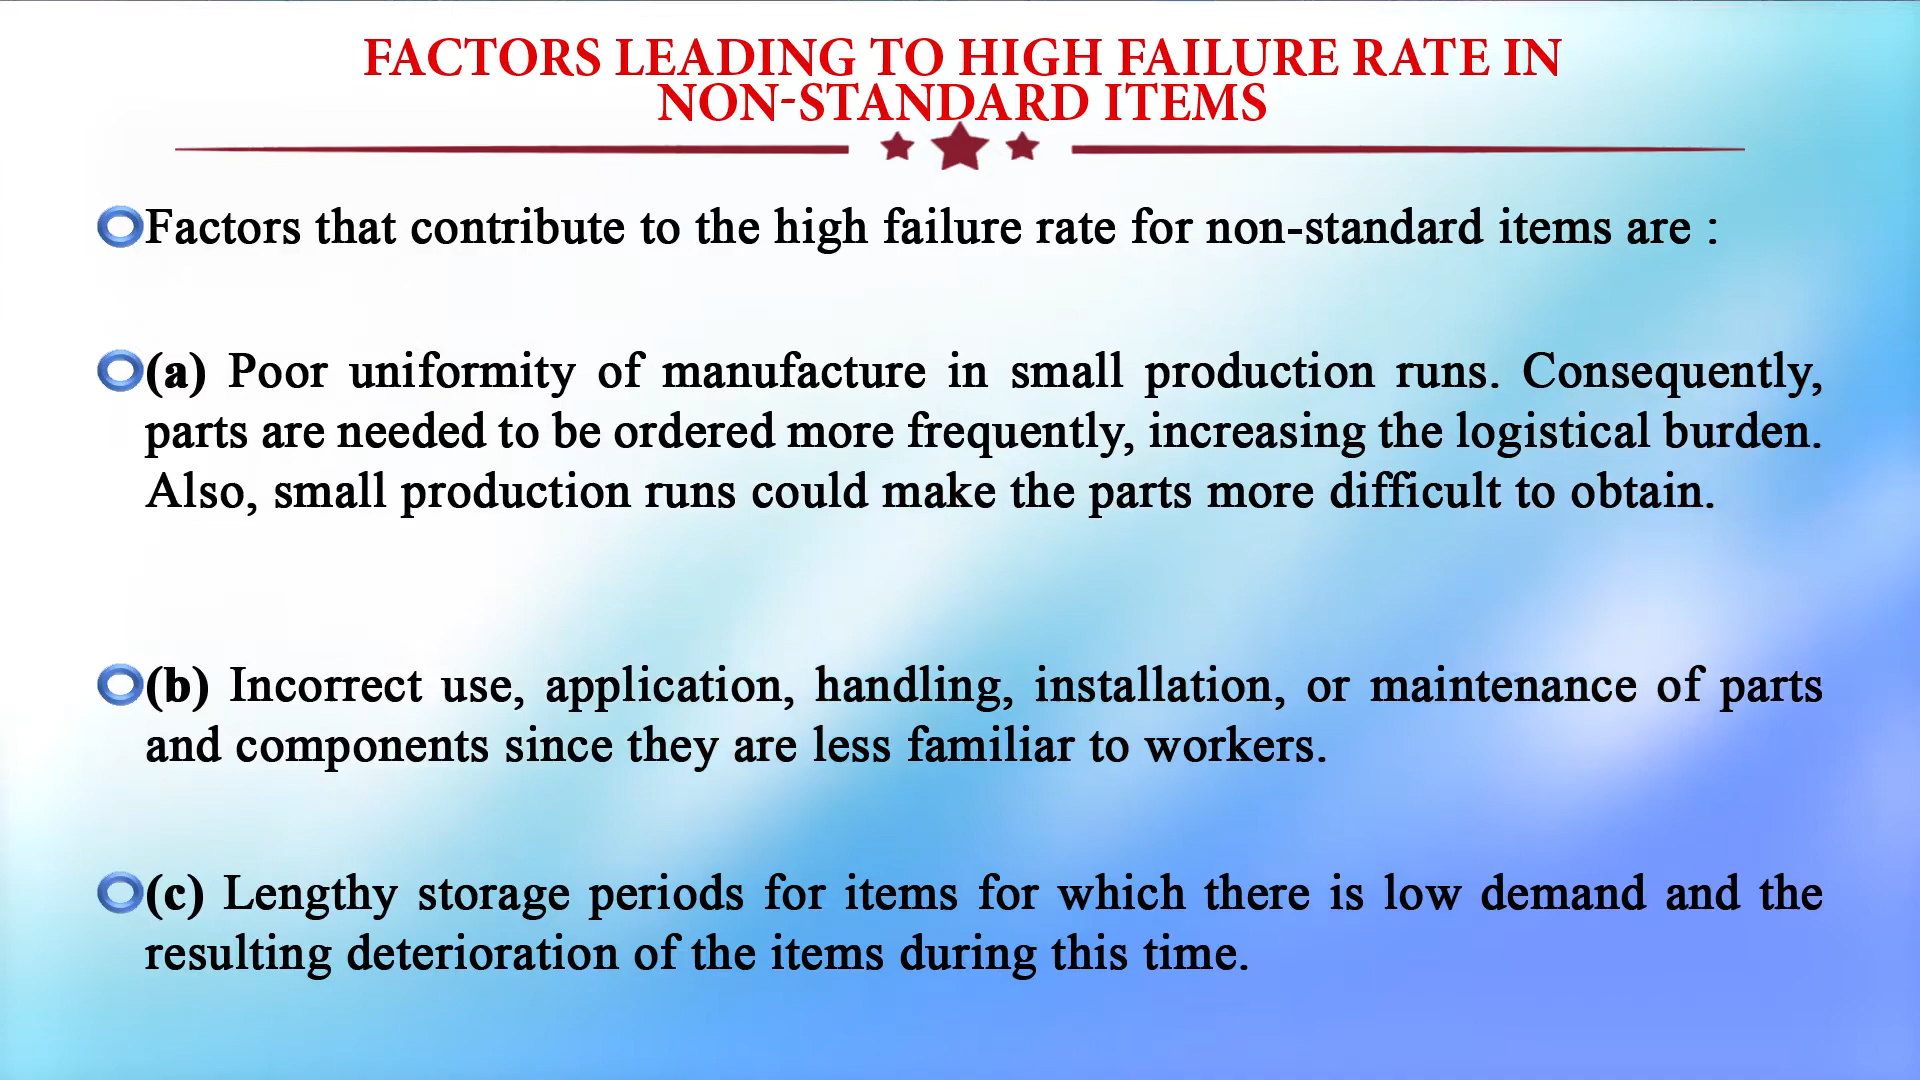 FACTORS LEADING TO HIGH FAILURE RATE IN
NON-STANDARD ITEMS
Factors that contribute to the high failure rate for non-standard items are :
(a) Poor uniformity of manufacture in small production runs. Consequently,
parts are needed to be ordered more frequently, increasing the logistical burden.
Also, small production runs could make the parts more difficult to obtain.
(b) Incorrect use, application, handling, installation, or maintenance of parts
and components since they are less familiar to workers.
(c) Lengthy storage periods for items for which there is low demand and the
resulting deterioration of the items during this time.